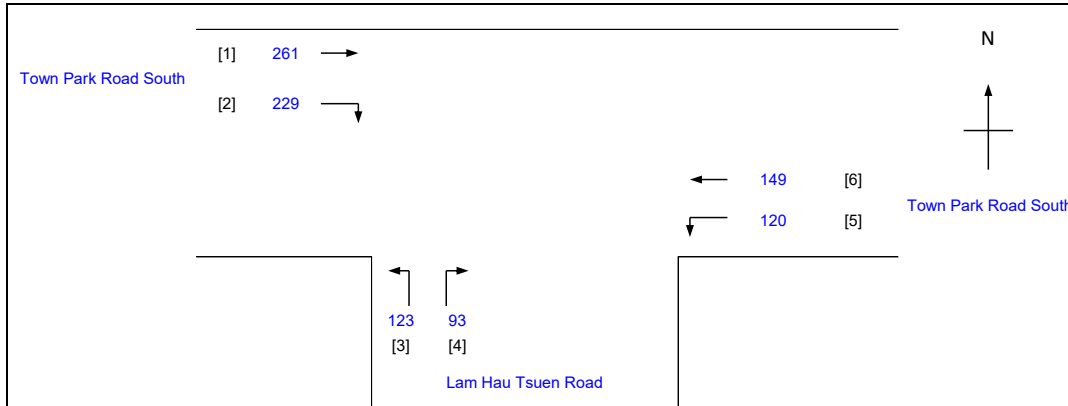 [1] 261
N
Town Park Road South
[2] 229
149 [6]
Town Park Road South
120 [5]
123 93
[3] [4]
Lam Hau Tsuen Road